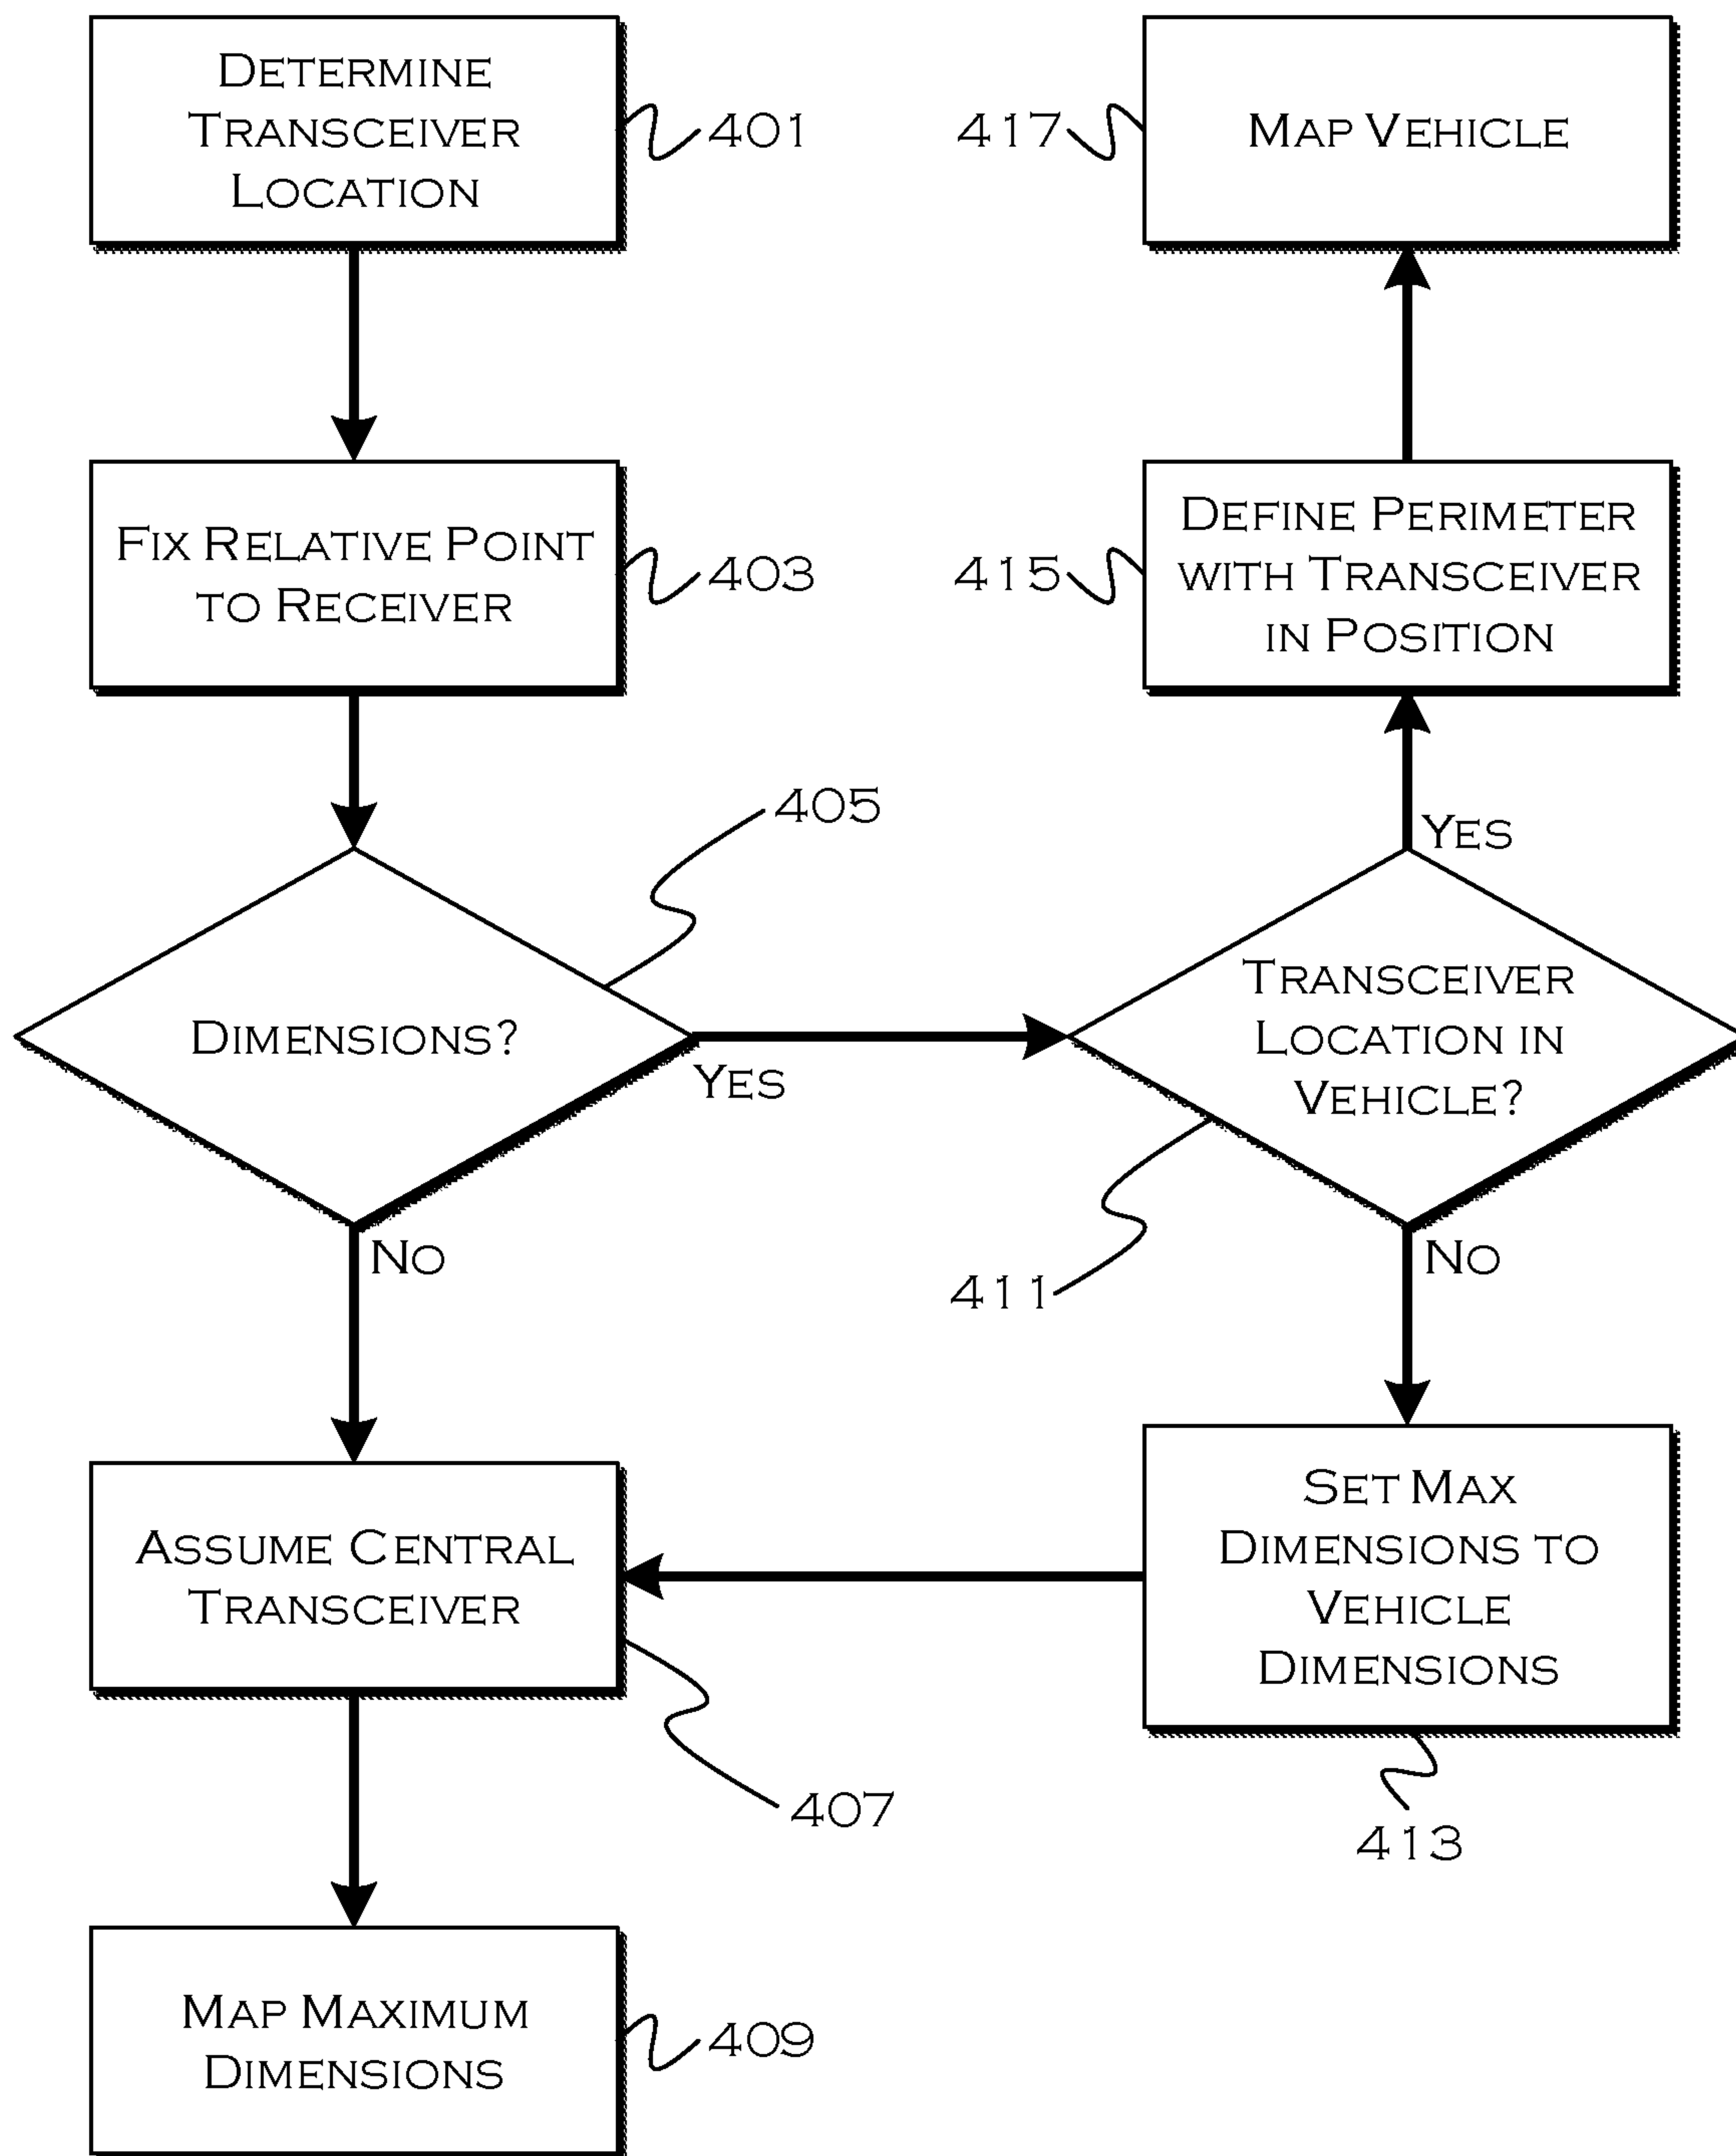 DETERMINE
TRANSCEIVER
LOCATION
401
FIX RELATIVE POINT
TO RECEIVER
403
405
DIMENSIONS?
YES
NO
ASSUME CENTRAL
TRANSCEIVER
407
MAP MAXIMUM
DIMENSIONS
409
417
MAP VEHICLE
415
DEFINE PERIMETER
WITH TRANSCEIVER
IN POSITION
YES
TRANSCEIVER
LOCATION IN
VEHICLE?
411
NO
SET MAX
DIMENSIONS TO
VEHICLE
DIMENSIONS
413